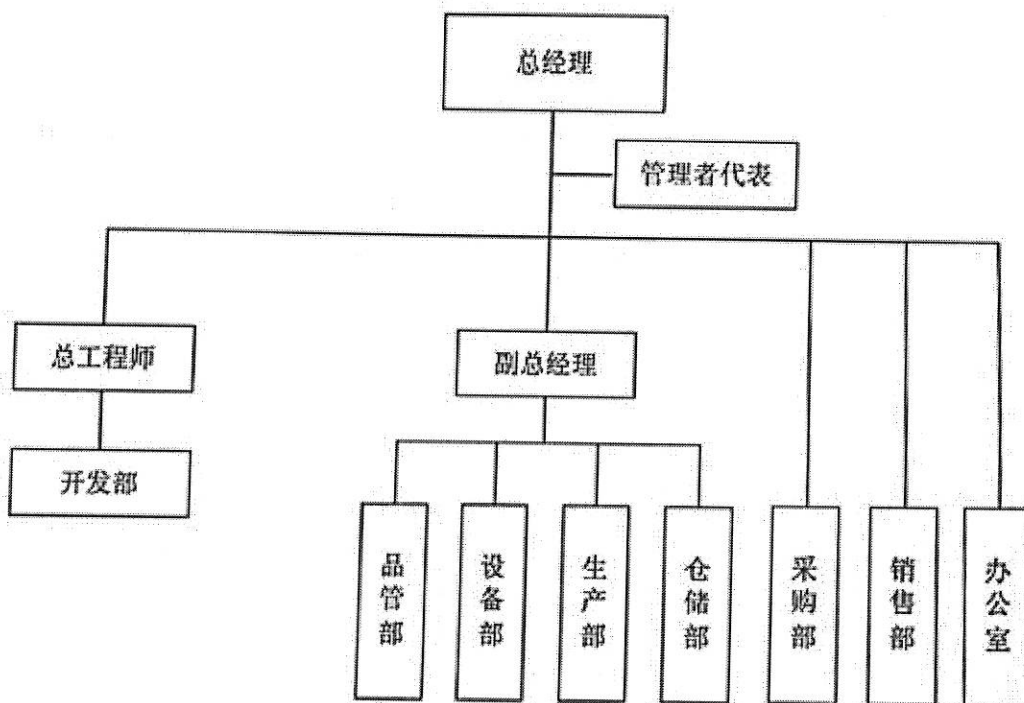 总经理
管理者代表
总工程师
副总经理
开发部
品管部
设备部
生产部
仓储部
采购部
销售部
办公室